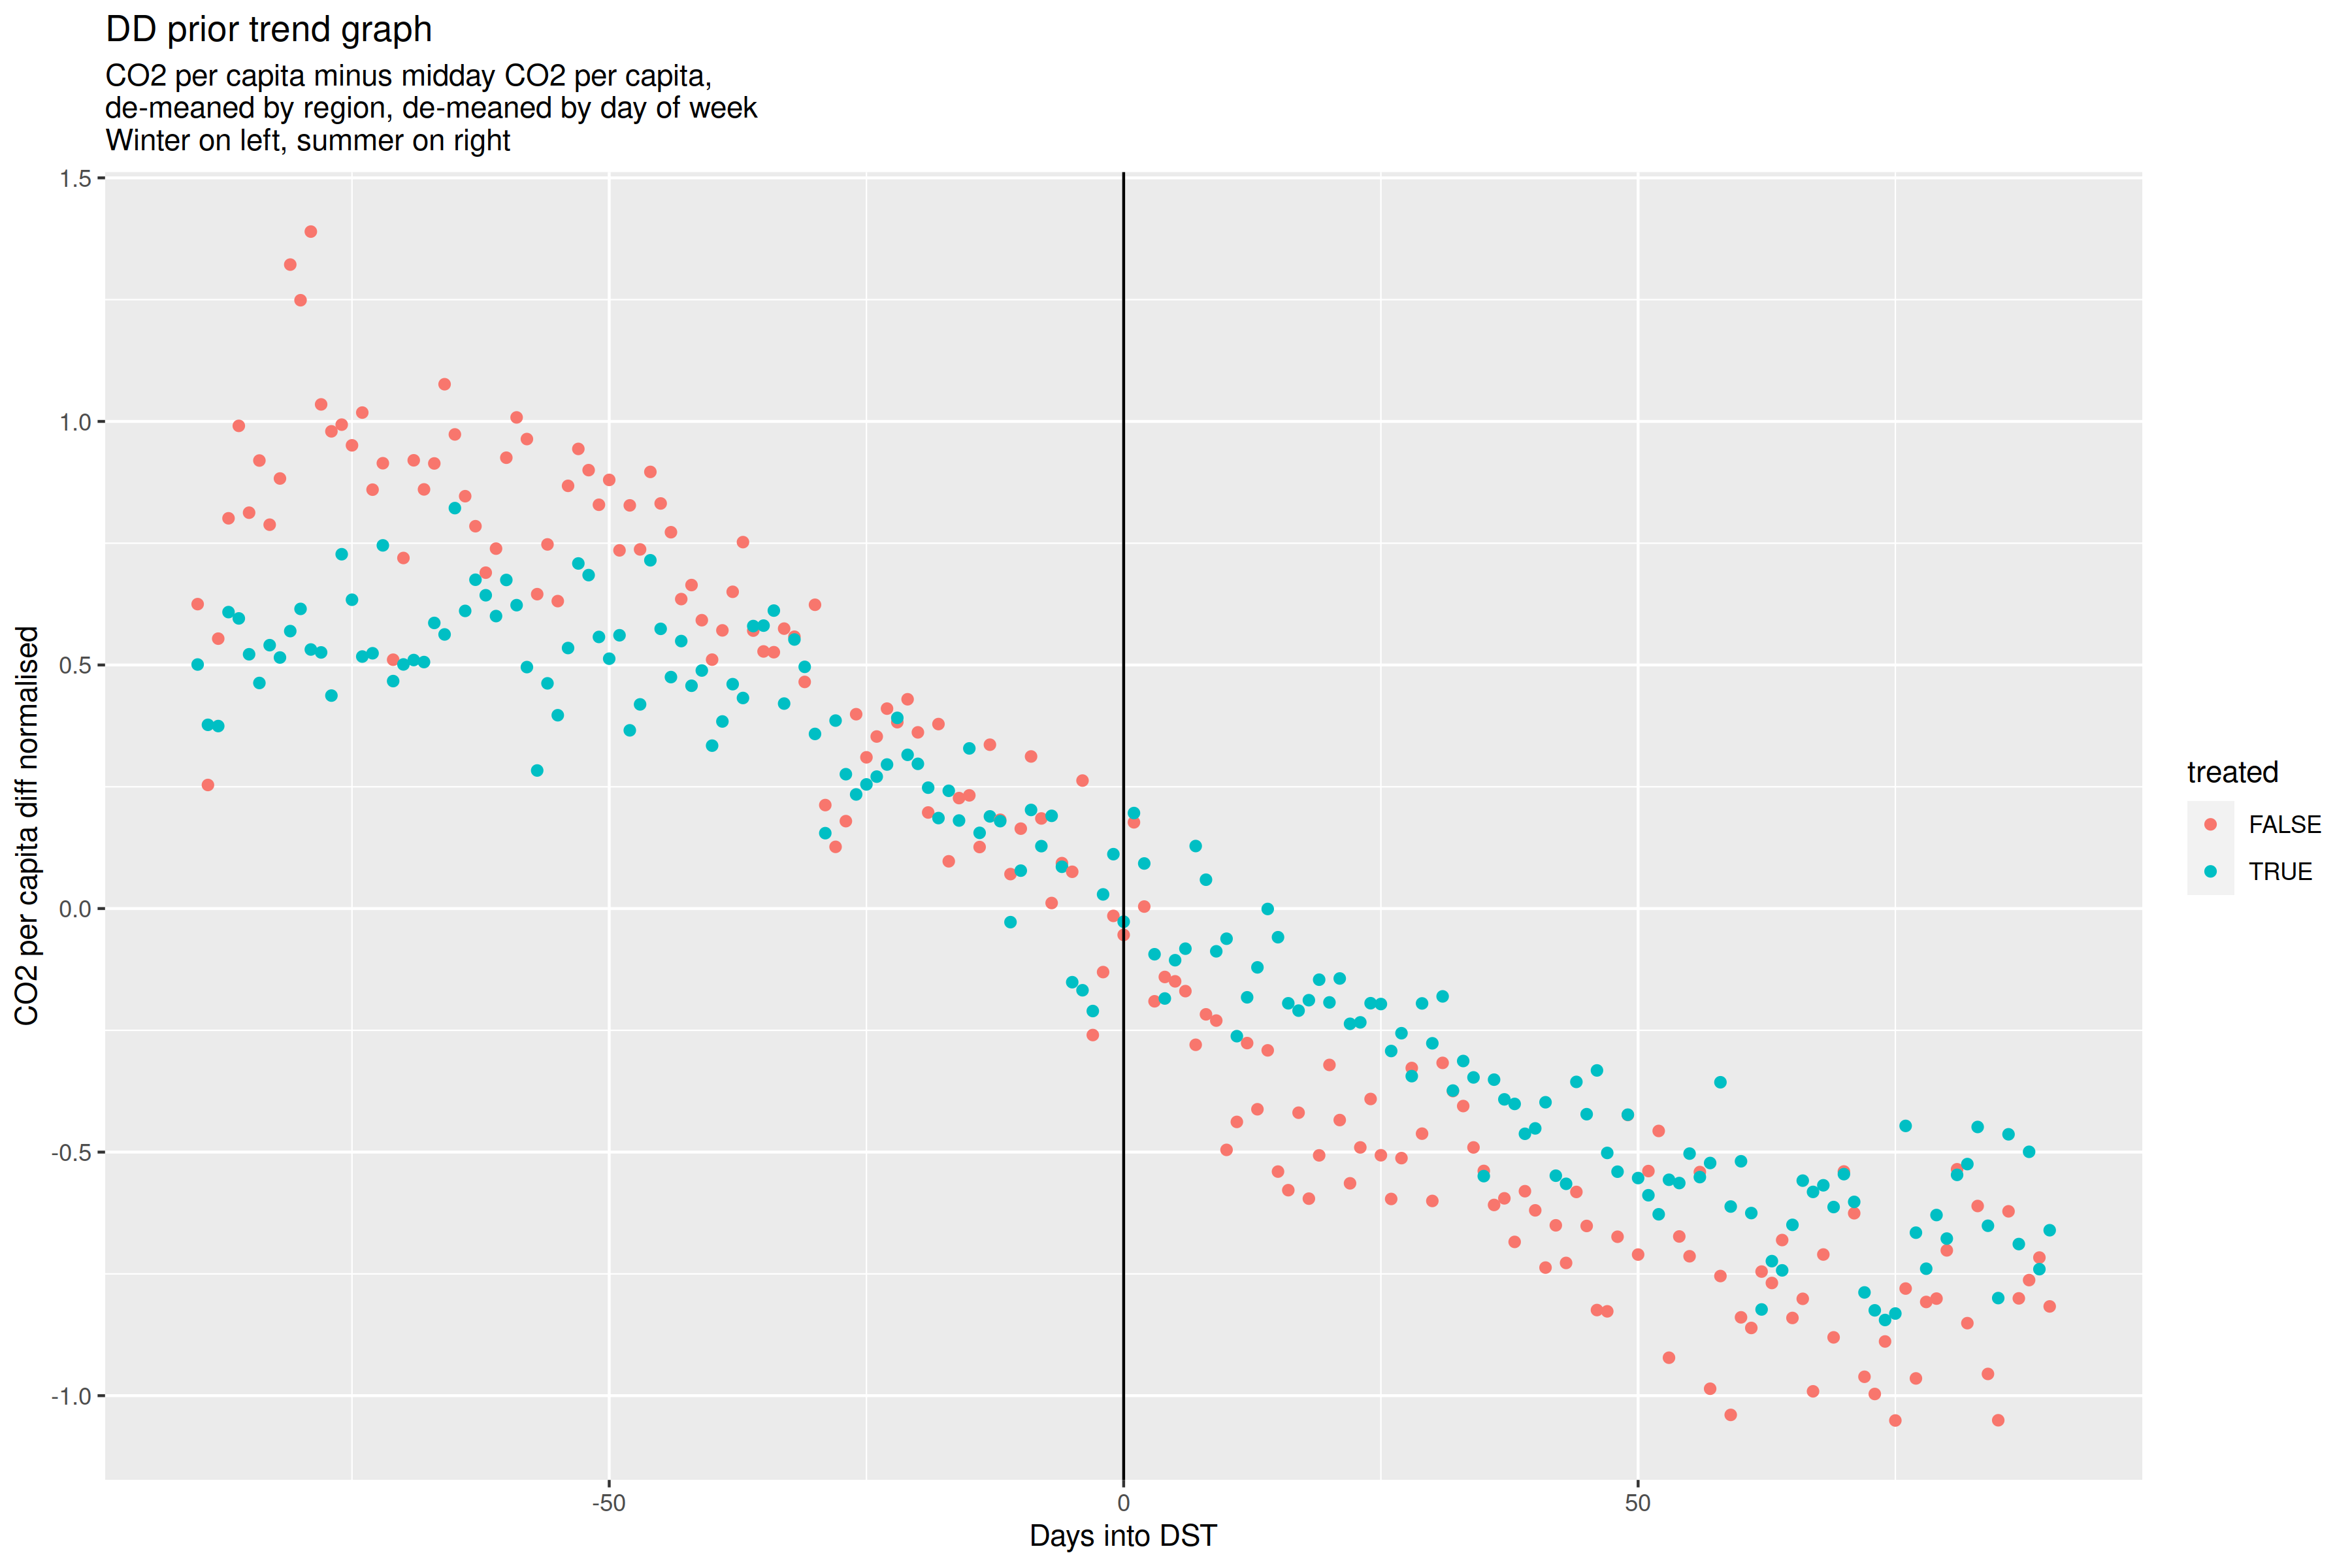 DD prior trend graph
CO2 per capita minus midday CO2 per capita,
de-meaned by region, de-meaned by day of week
Winter on left, summer on right
CO2 per capita diff normalised
1.5
1.0
0.5
0.0
-0.5
-1.0
-50
0
50
Days into DST
treated
FALSE
TRUE